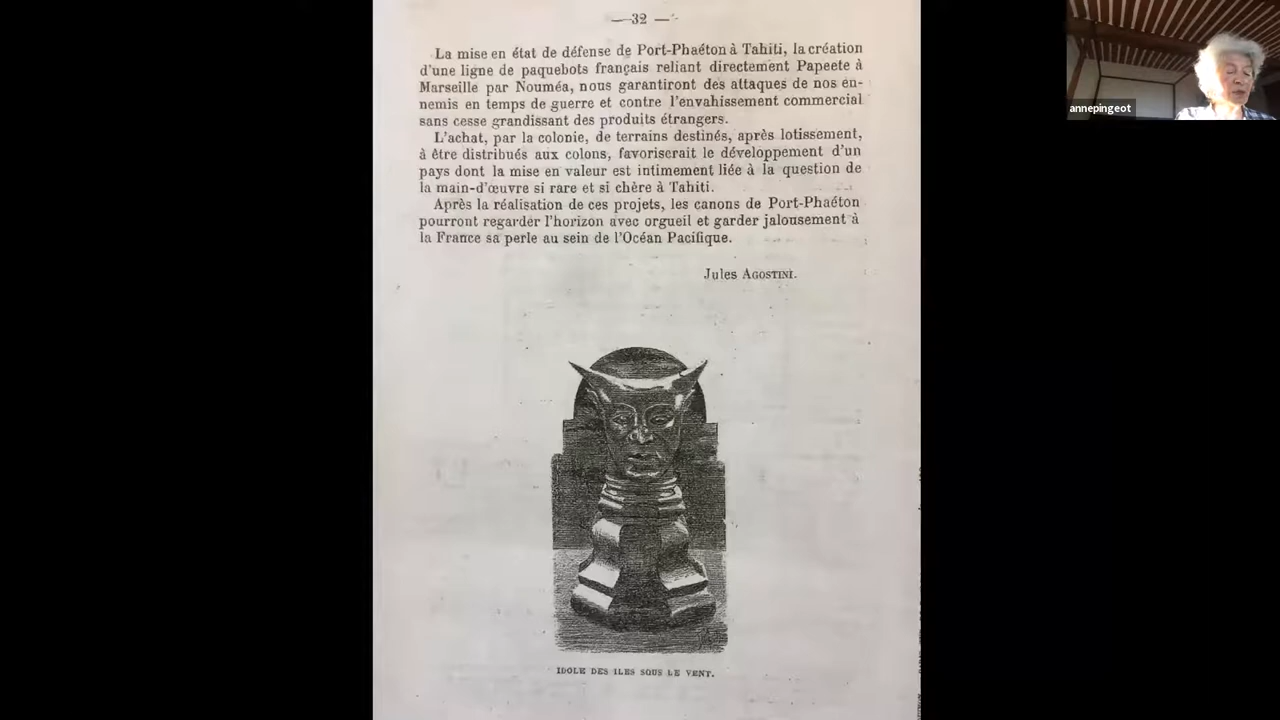 — 32 —
La mise en état de défense de Port-Phaéton à Tahiti, la création
d'une ligne de paquebots français reliant directement Papeete à
Marseille par Nouméa, nous garantiront des attaques de nos en-
nemis en temps de guerre et contre l'envahissement commercial
sans cesse grandissant des produits étrangers.
L'achat, par la colonie, de terrains destinés, après lotissement,
à être distribués aux colons, favoriserait le développement d'un
pays dont la mise en valeur est intimement liée à la question de
la main-d'œuvre si rare et si chère à Tahiti.
Après la réalisation de ces projets, les canons de Port-Phaéton
pourront regarder l'horizon avec orgueil et garder jalousement à
la France sa perle au sein de l'Océan Pacifique.
Jules AGOSTINI.
IDOLE DES ILES SOUS LE VENT.
annepingeot